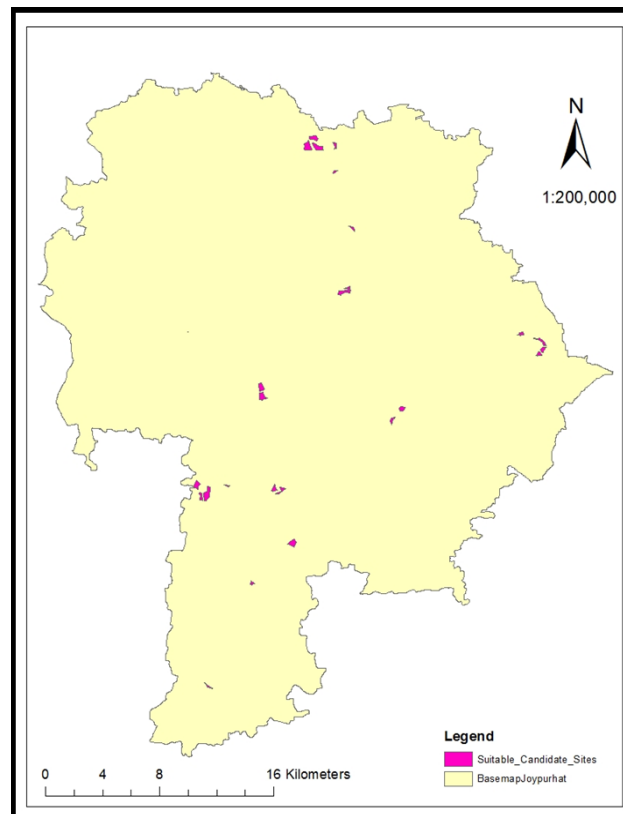 N
1:200,000
Legend
Suitable_Candidate_Sites
BasemapJoypurhat
0 4 8 16 Kilometers